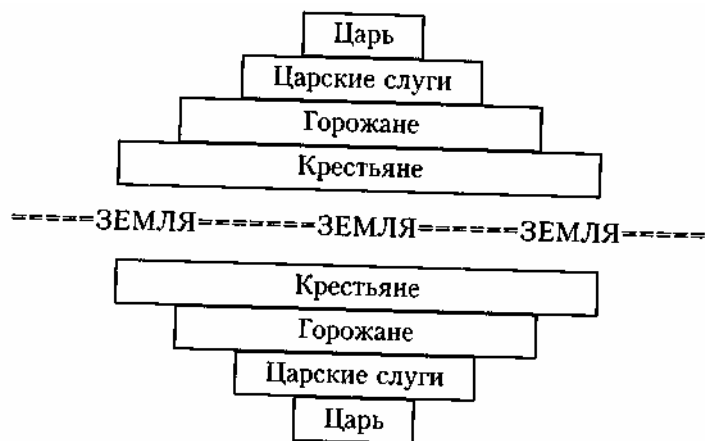 Царь
Царские слуги
Горожане
Крестьяне
=====ЗЕМЛЯ=======ЗЕМЛЯ======ЗЕМЛЯ=====
Крестьяне
Горожане
Царские слуги
Царь